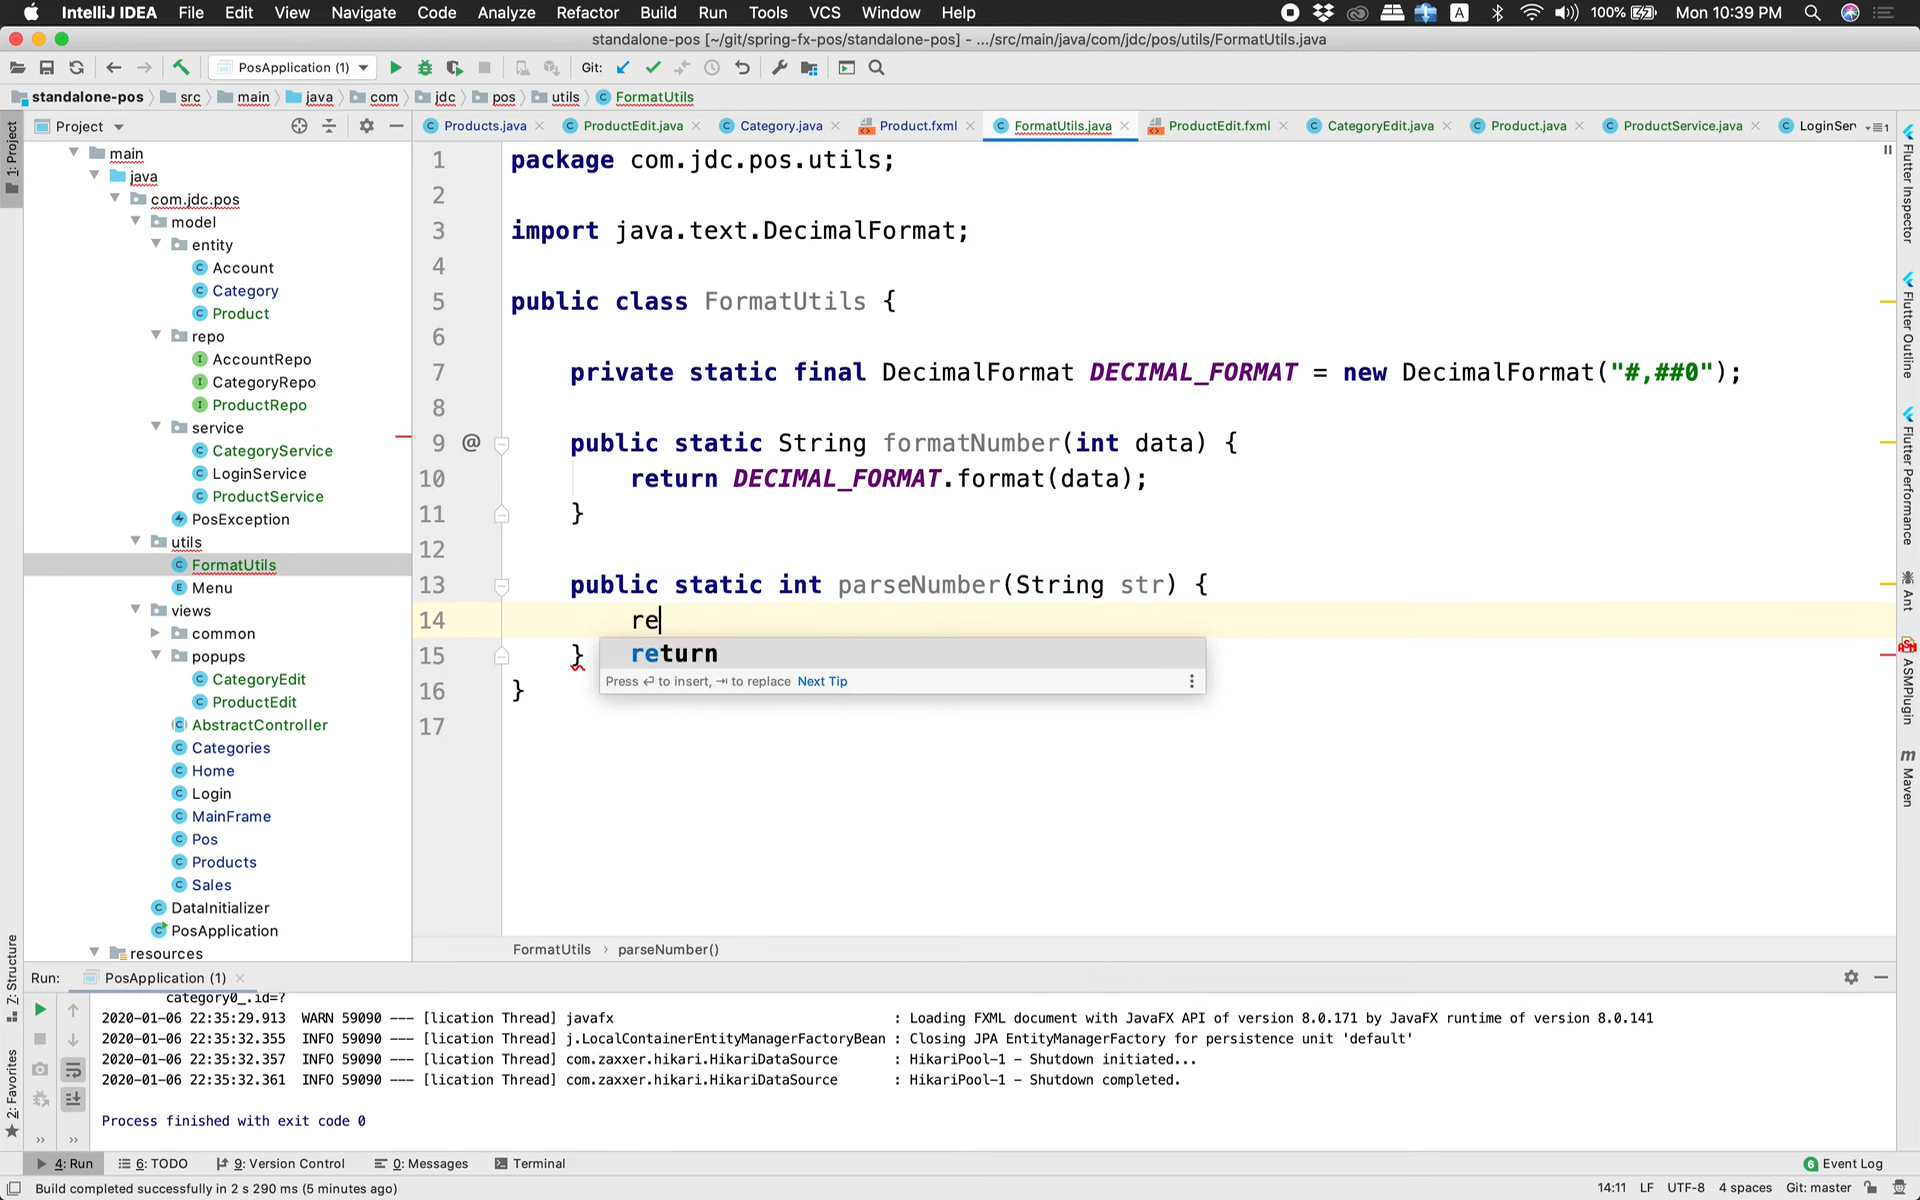 IntelliJ IDEA File Edit View Navigate Code Analyze Refactor Build Run Tools VCS Window Help A 100% Mon 10:39 PM
standalone-pos [~/git/spring-fx-pos/standalone-pos] - .../src/main/java/com/jdc/pos/utils/FormatUtils.java
PosApplication (1) Git:
standalone-pos src main java com jdc pos utils FormatUtils
1: Project
Project
Products.java ProductEdit.java Category.java Product.fxml FormatUtils.java ProductEdit.fxml CategoryEdit.java Product.java ProductService.java LoginSer
main
java
com.jdc.pos
model
entity
Account
Category
Product
repo
AccountRepo
CategoryRepo
ProductRepo
service
CategoryService
LoginService
ProductService
PosException
utils
FormatUtils
Menu
views
common
popups
CategoryEdit
ProductEdit
AbstractController
Categories
Home
Login
MainFrame
Pos
Products
Sales
DataInitializer
PosApplication
resources
1 package com.jdc.pos.utils;
2
3 import java.text.DecimalFormat;
4
5 public class FormatUtils {
6
7 private static final DecimalFormat DECIMAL_FORMAT = new DecimalFormat("#,##0");
8
9 @ public static String formatNumber(int data) {
10 return DECIMAL_FORMAT.format(data);
11 }
12
13 public static int parseNumber(String str) {
14 re
15 }
16 }
17
return
Press ↵ to insert, ⇥ to replace Next Tip
FormatUtils › parseNumber()
Flutter Inspector
Flutter Outline
Flutter Performance
Ant
ASM
ASMPlugin
m
Maven
Z: Structure
2: Favorites
Run: PosApplication (1)
category0_.id=?
2020-01-06 22:35:29.913 WARN 59090 --- [lication Thread] javafx : Loading FXML document with JavaFX API of version 8.0.171 by JavaFX runtime of version 8.0.141
2020-01-06 22:35:32.355 INFO 59090 --- [lication Thread] j.LocalContainerEntityManagerFactoryBean : Closing JPA EntityManagerFactory for persistence unit 'default'
2020-01-06 22:35:32.357 INFO 59090 --- [lication Thread] com.zaxxer.hikari.HikariDataSource : HikariPool-1 - Shutdown initiated...
2020-01-06 22:35:32.361 INFO 59090 --- [lication Thread] com.zaxxer.hikari.HikariDataSource : HikariPool-1 - Shutdown completed.
Process finished with exit code 0
4: Run 6: TODO 9: Version Control 0: Messages Terminal 6 Event Log
Build completed successfully in 2 s 290 ms (5 minutes ago) 14:11 LF UTF-8 4 spaces Git: master